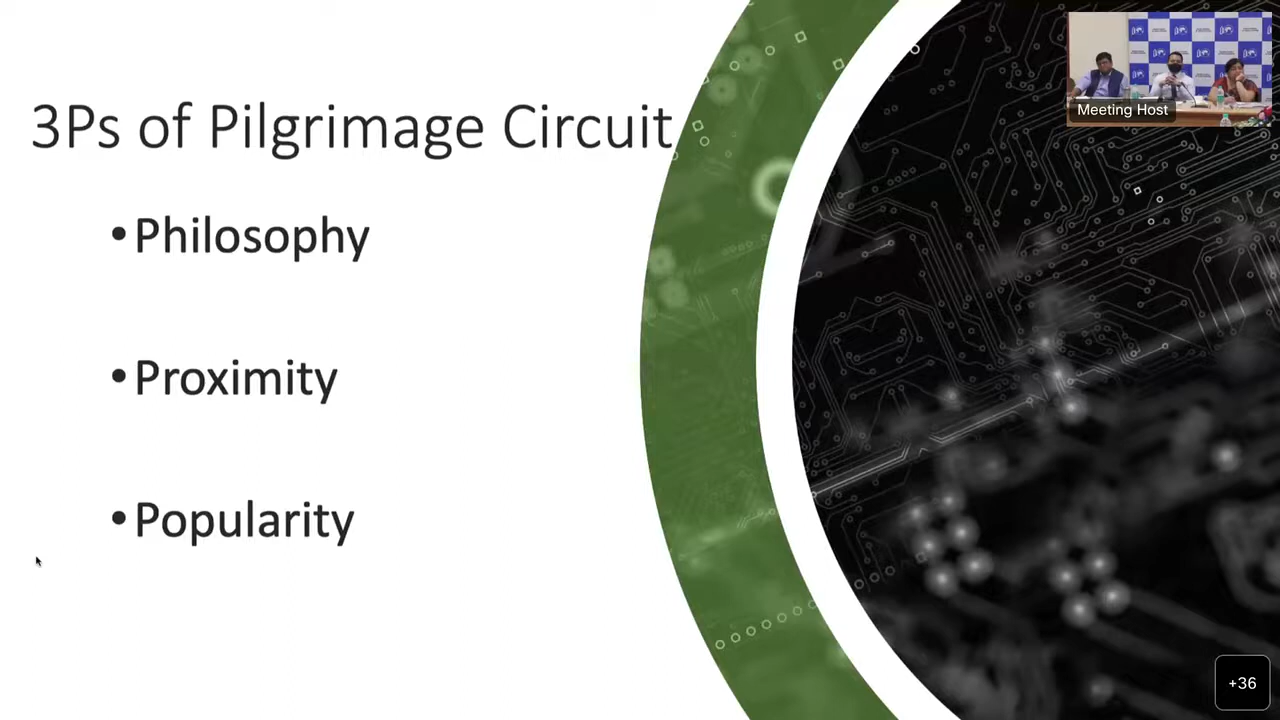 3Ps of Pilgrimage Circuit
•Philosophy
•Proximity
•Popularity
Meeting Host
+36